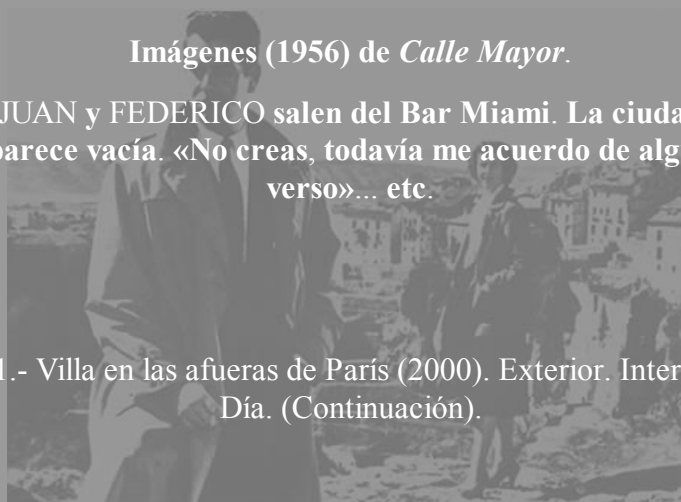 Imágenes (1956) de Calle Mayor.
JUAN y FEDERICO salen del Bar Miami. La ciuda
parece vacía. «No creas, todavía me acuerdo de alg
verso»... etc.
1.- Villa en las afueras de París (2000). Exterior. Inter
Día. (Continuación).